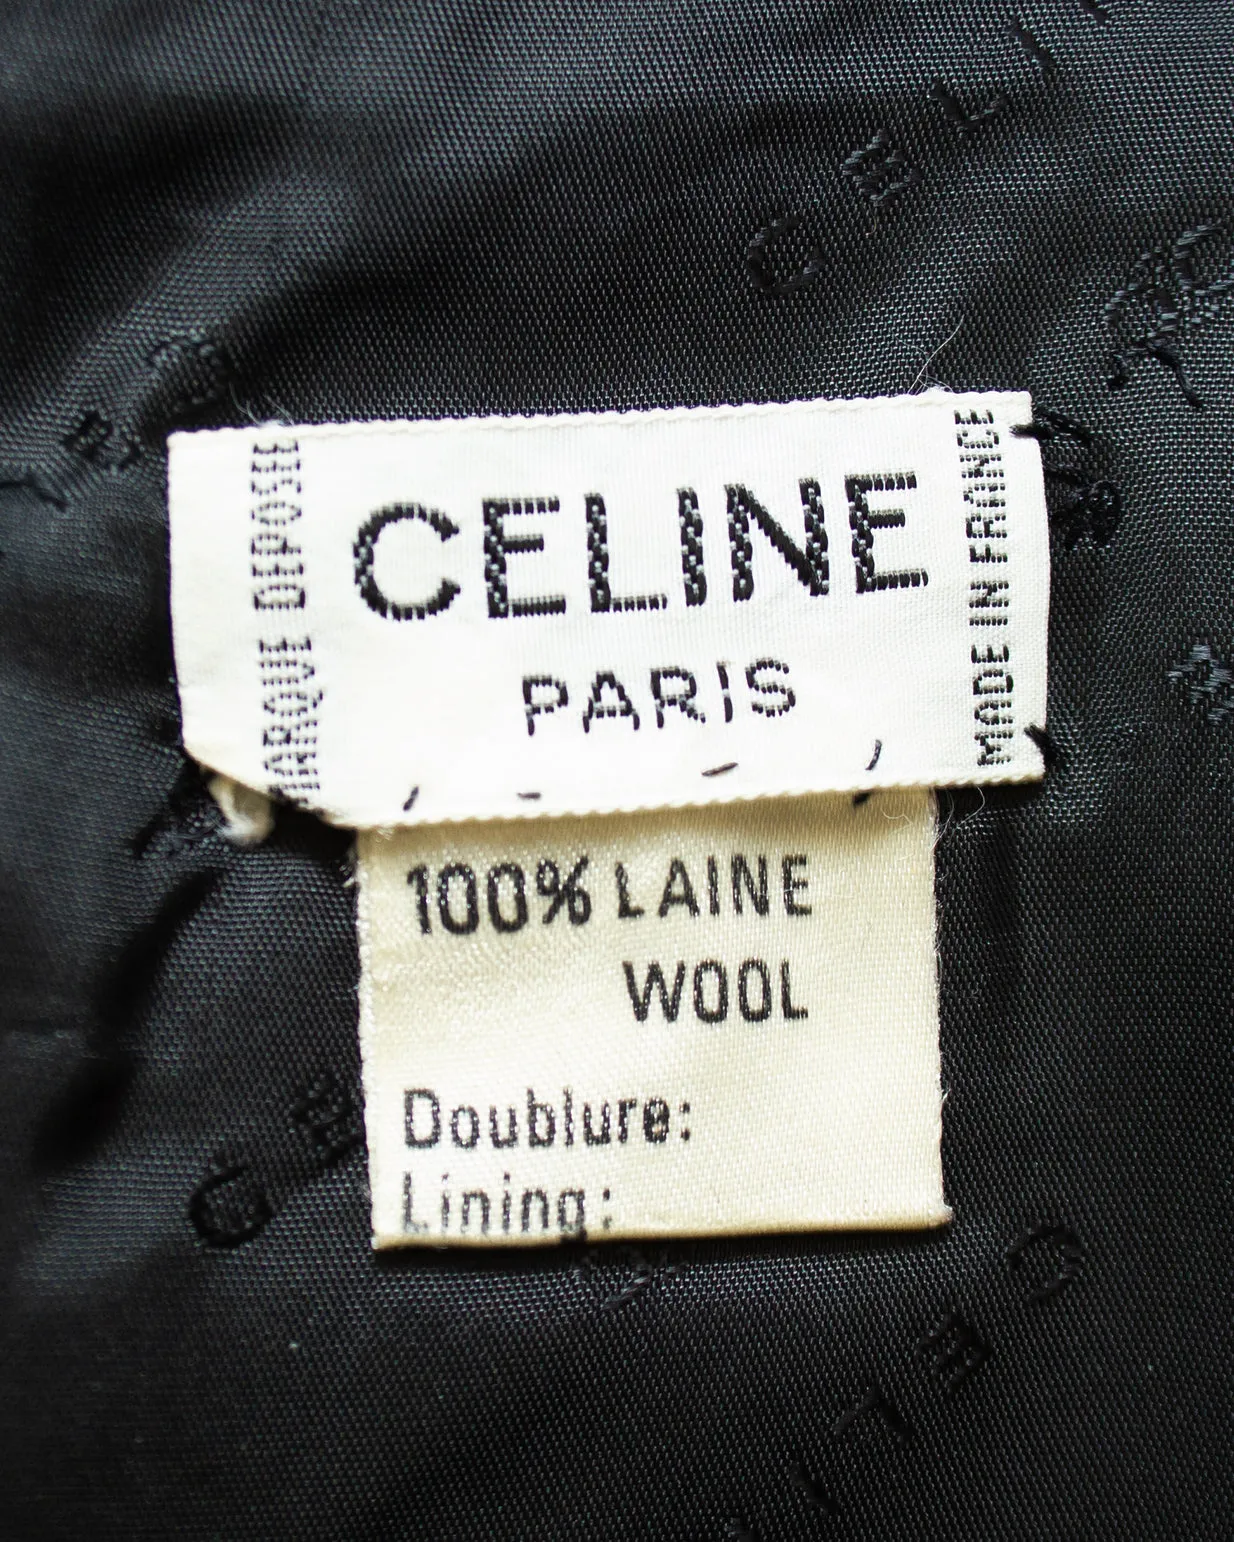 MARQUE DEPOSEE
CELINE
PARIS
MADE IN FRANCE
100% LAINE
WOOL
Doublure:
Lining: